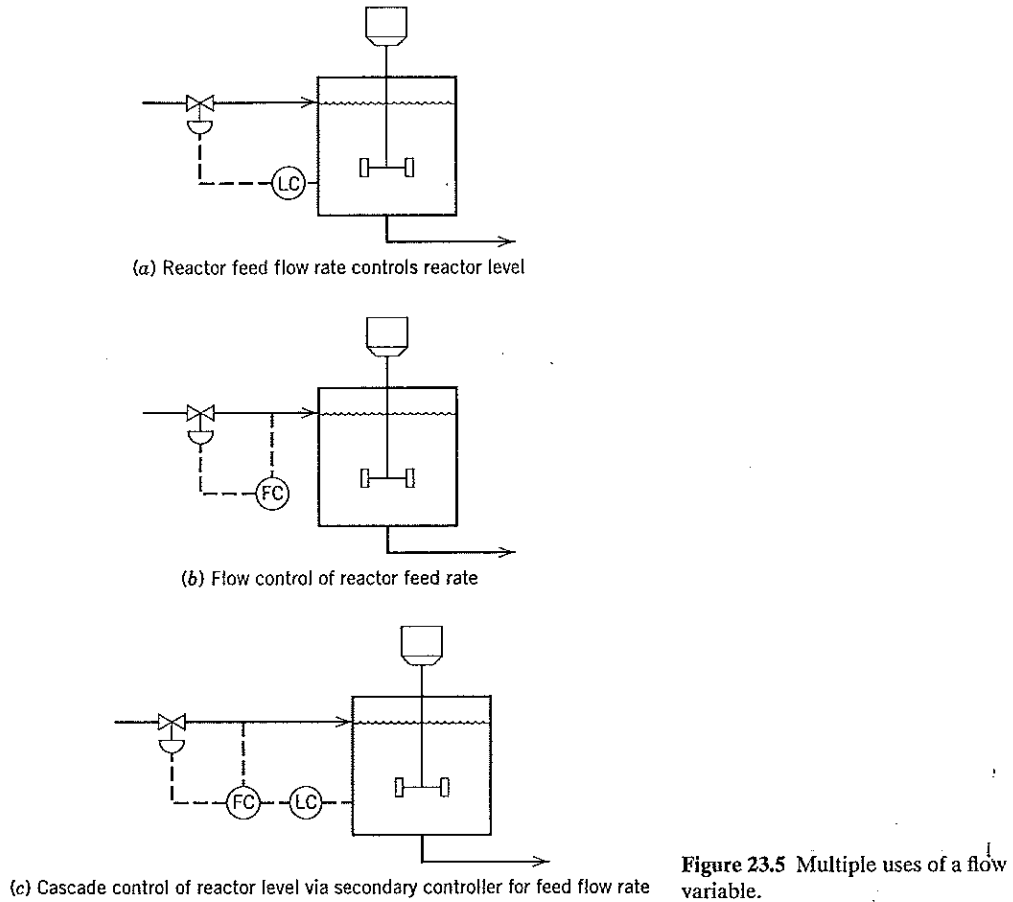 LC
(a) Reactor feed flow rate controls reactor level
FC
(b) Flow control of reactor feed rate
FC LC
(c) Cascade control of reactor level via secondary controller for feed flow rate
Figure 23.5 Multiple uses of a flow
variable.